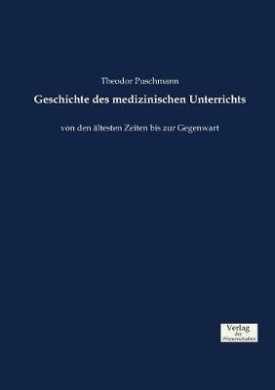 Theodor Puschmann
Geschichte des medizinischen Unterrichts
von den ältesten Zeiten bis zur Gegenwart
Verlag
der
Wissenschaften